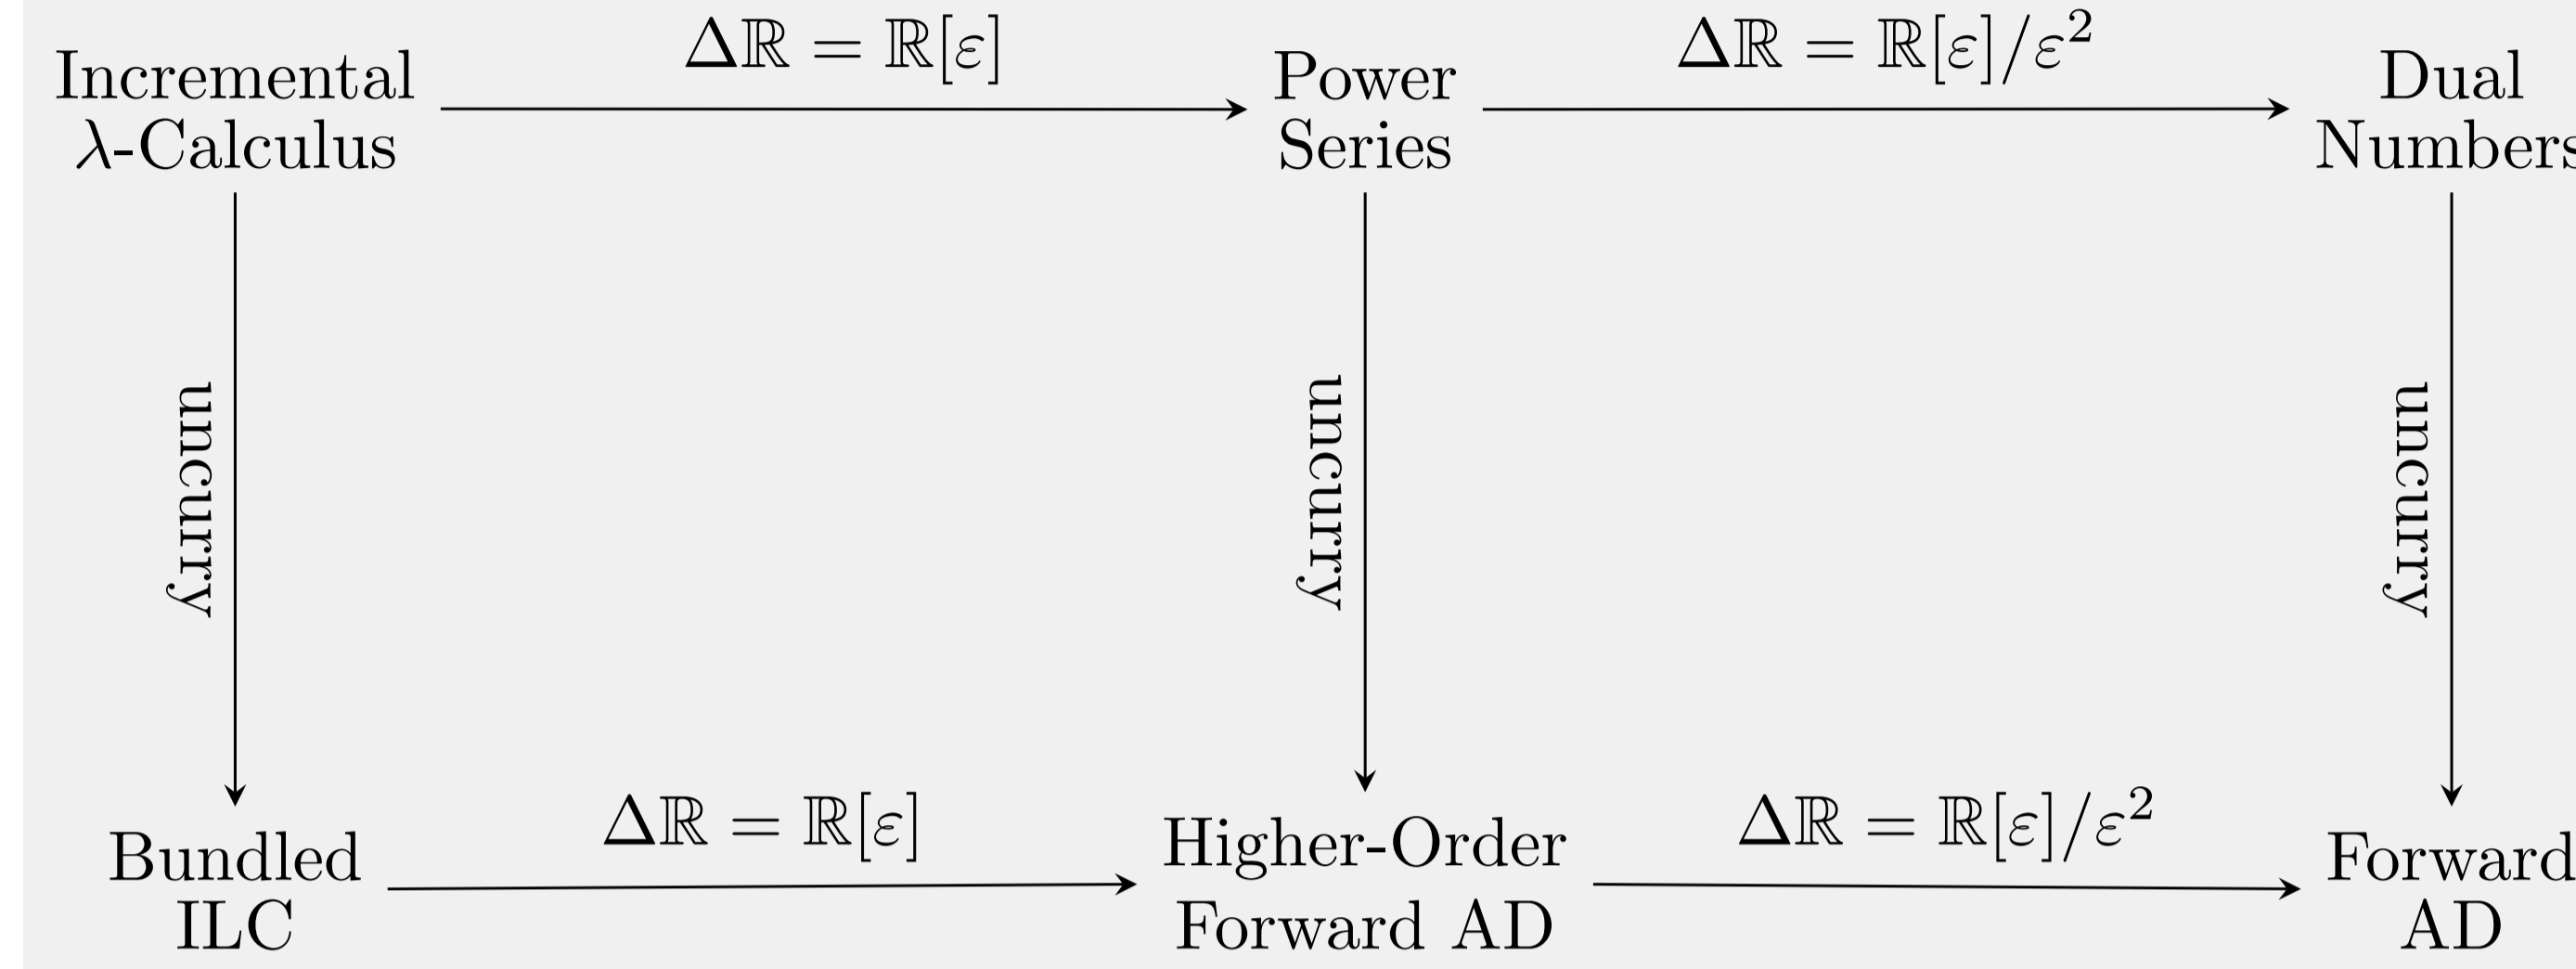 Incremental
λ-Calculus
Δℝ = ℝ[ε]
Power
Series
Δℝ = ℝ[ε]/ε²
Dual
Numbers
uncurry
uncurry
uncurry
Bundled
ILC
Δℝ = ℝ[ε]
Higher-Order
Forward AD
Δℝ = ℝ[ε]/ε²
Forward
AD